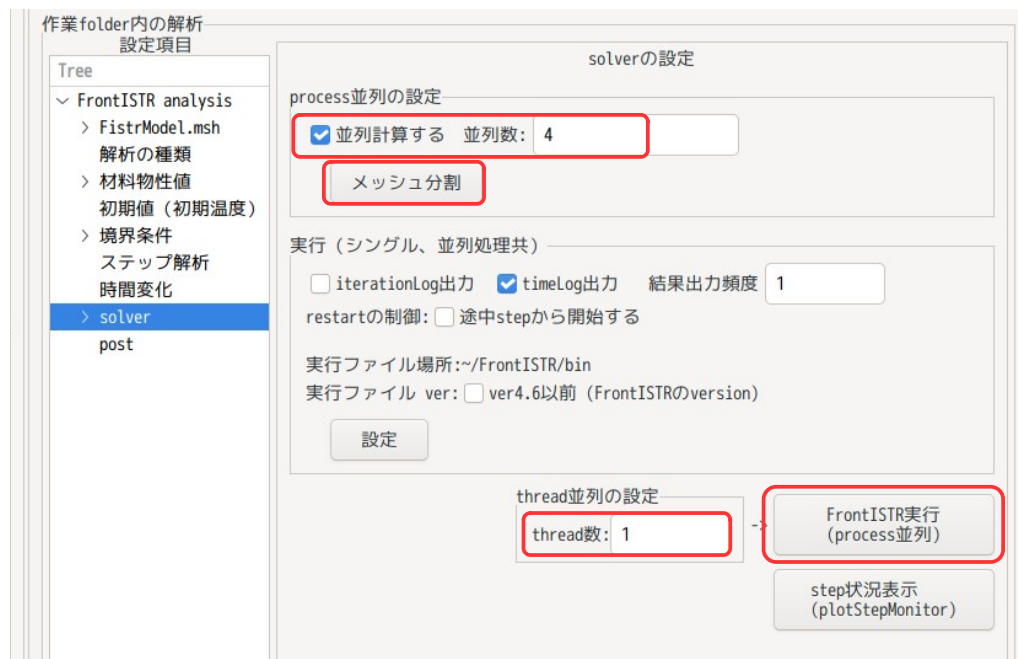 作業folder内の解析
設定項目
Tree
FrontISTR analysis
FistrModel.msh
解析の種類
材料物性値
初期値（初期温度）
境界条件
ステップ解析
時間変化
solver
post
solverの設定
process並列の設定
並列計算する 並列数: 4
メッシュ分割
実行（シングル、並列処理共）
iterationLog出力 timeLog出力 結果出力頻度 1
restartの制御: 途中stepから開始する
実行ファイル場所:~/FrontISTR/bin
実行ファイル ver: ver4.6以前（FrontISTRのversion）
設定
thread並列の設定
thread数: 1
->
FrontISTR実行
(process並列)
step状況表示
(plotStepMonitor)